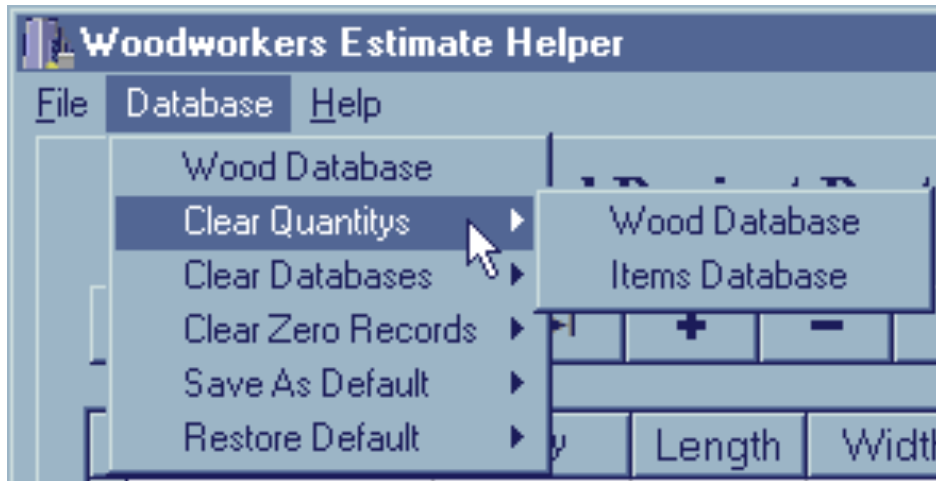 Woodworkers Estimate Helper
File Database Help
Wood Database
Clear Quantitys
Wood Database
Items Database
Clear Databases
Clear Zero Records
Save As Default
Restore Default
Length